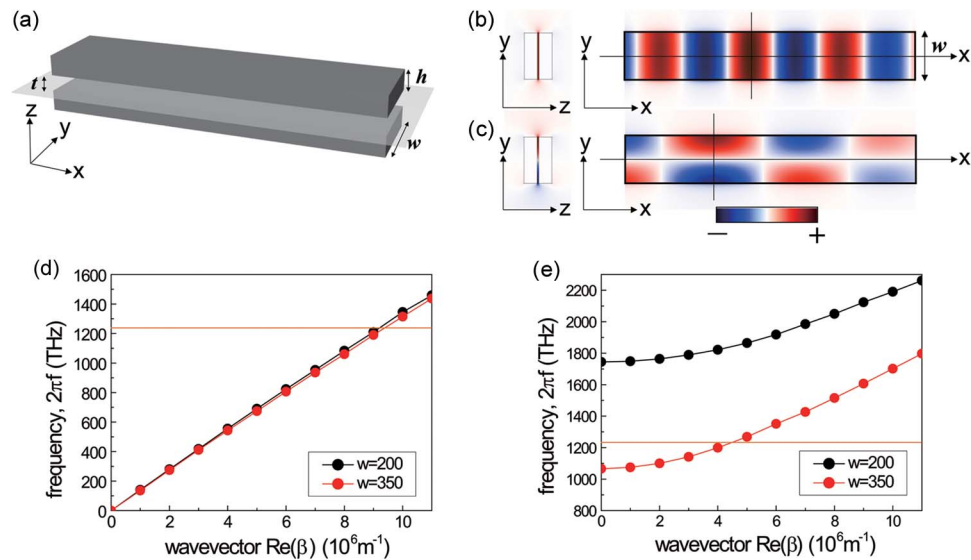 (a)
t
h
w
z
y
x
(b)
y
z
y
x
x
w
(c)
y
z
y
x
x
− +
(d)
frequency, 2πf (THz)
1600
1400
1200
1000
800
600
400
200
0
0 2 4 6 8 10
w=200
w=350
wavevector Re(β) (10⁶m⁻¹)
(e)
frequency, 2πf (THz)
2200
2000
1800
1600
1400
1200
1000
800
0 2 4 6 8 10
w=200
w=350
wavevector Re(β) (10⁶m⁻¹)